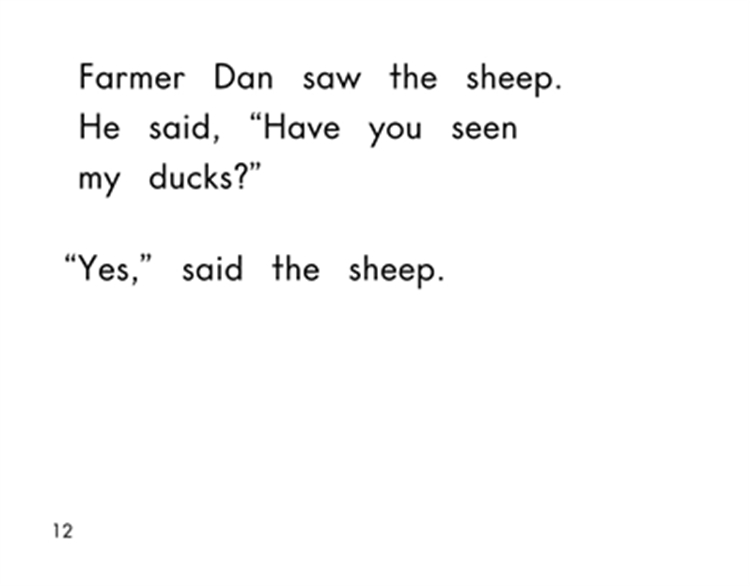 Farmer Dan saw the sheep.
He said, “Have you seen
my ducks?”
“Yes,” said the sheep.
12